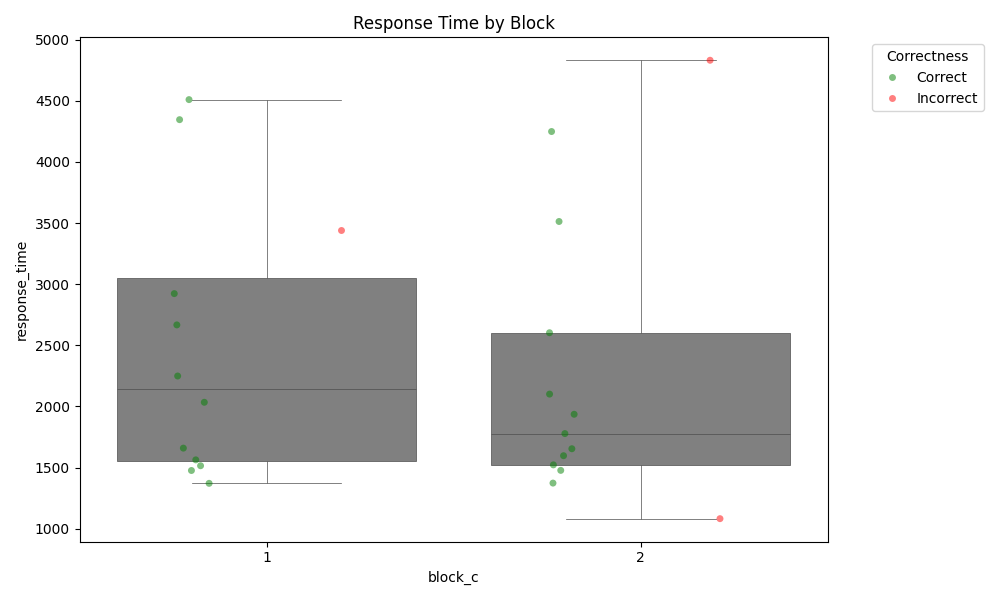 Response Time by Block
Correctness
Correct
Incorrect
5000
4500
4000
3500
3000
2500
2000
1500
1000
response_time
1
2
block_c